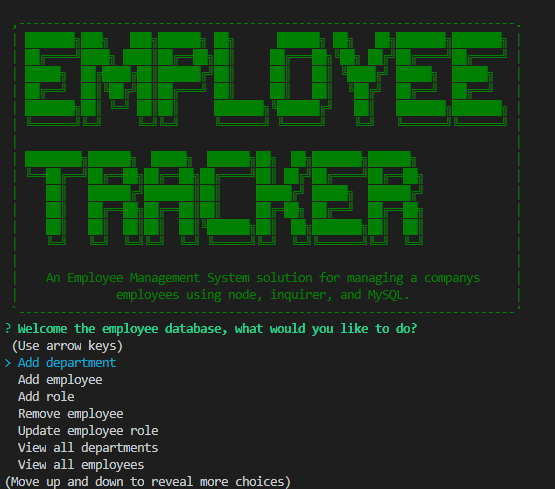 EMPLOYEE
TRACKER
An Employee Management System solution for managing a companys
employees using node, inquirer, and MySQL.
? Welcome the employee database, what would you like to do?
(Use arrow keys)
> Add department
Add employee
Add role
Remove employee
Update employee role
View all departments
View all employees
(Move up and down to reveal more choices)